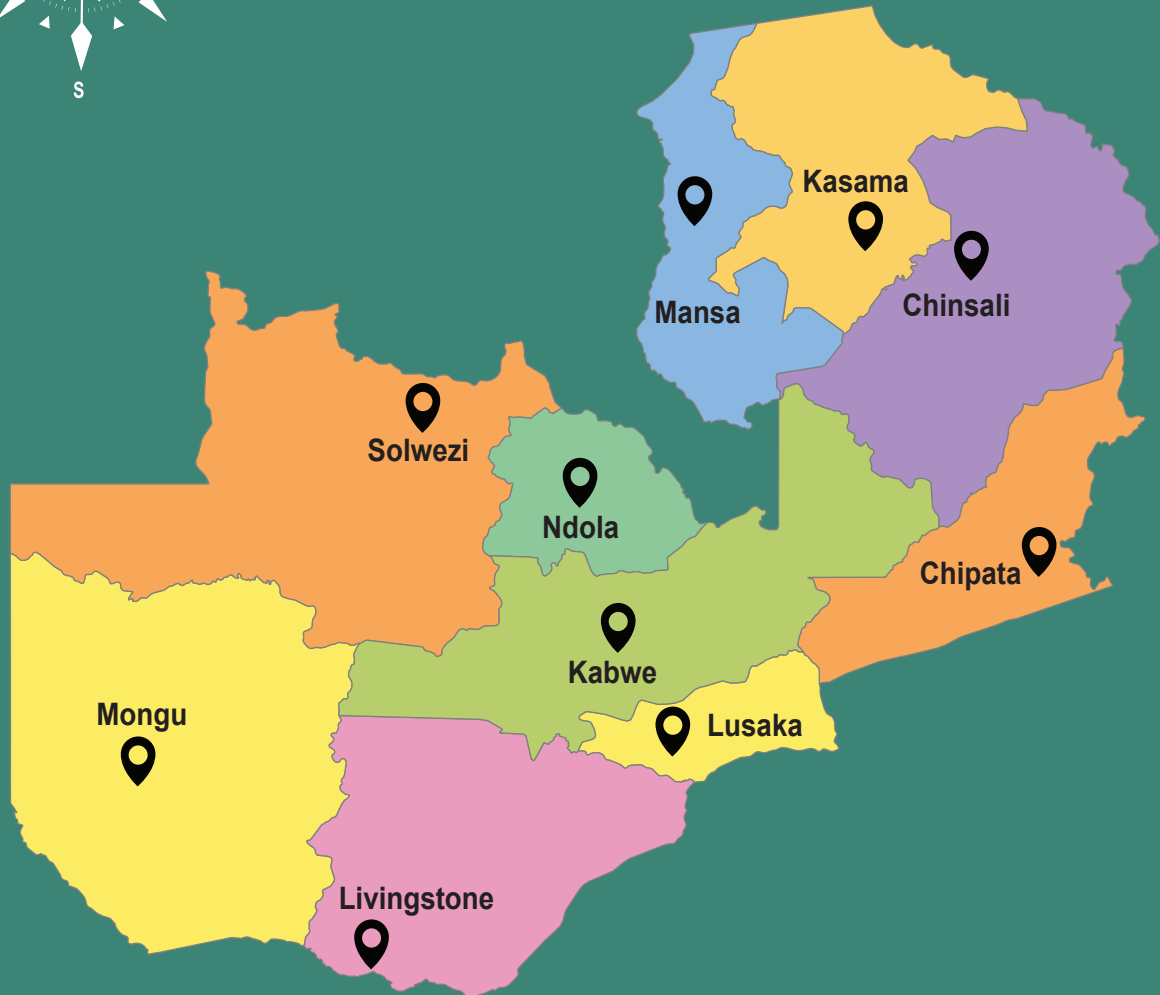 S
Kasama
Chinsali
Mansa
Solwezi
Ndola
Chipata
Kabwe
Mongu
Lusaka
Livingstone